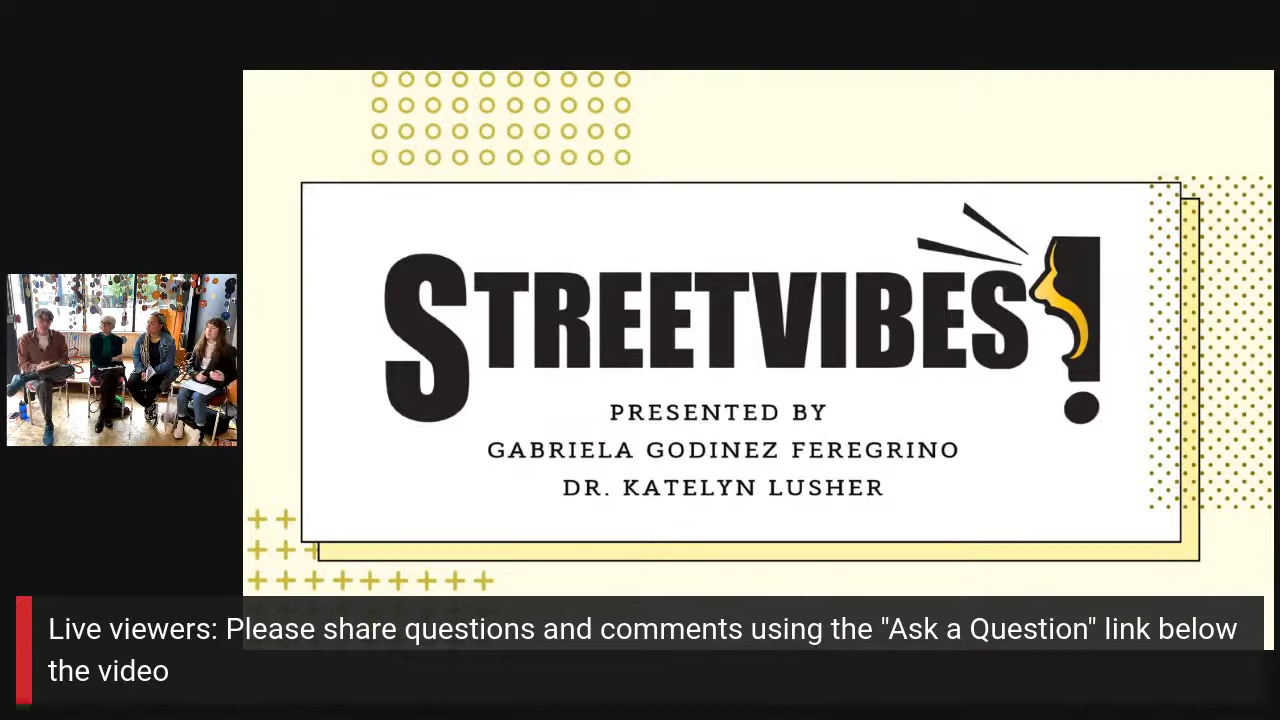 STREETVIBES!
PRESENTED BY
GABRIELA GODINEZ FEREGRINO
DR. KATELYN LUSHER
Live viewers: Please share questions and comments using the "Ask a Question" link below
the video